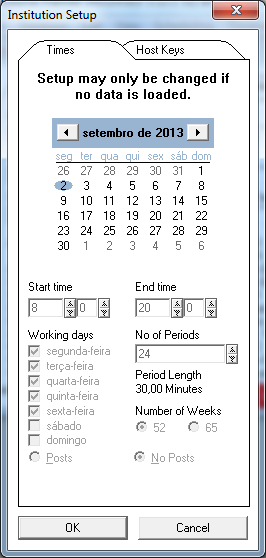 Institution Setup
Times
Host Keys
Setup may only be changed if
no data is loaded.
setembro de 2013
seg ter qua qui sex sáb dom
26 27 28 29 30 31 1
2 3 4 5 6 7 8
9 10 11 12 13 14 15
16 17 18 19 20 21 22
23 24 25 26 27 28 29
30 1 2 3 4 5 6
Start time
End time
8 0
20 0
Working days
No of Periods
segunda-feira
24
terça-feira
Period Length
quarta-feira
30,00 Minutes
quinta-feira
sexta-feira
Number of Weeks
sábado
52 65
domingo
Posts
No Posts
OK
Cancel